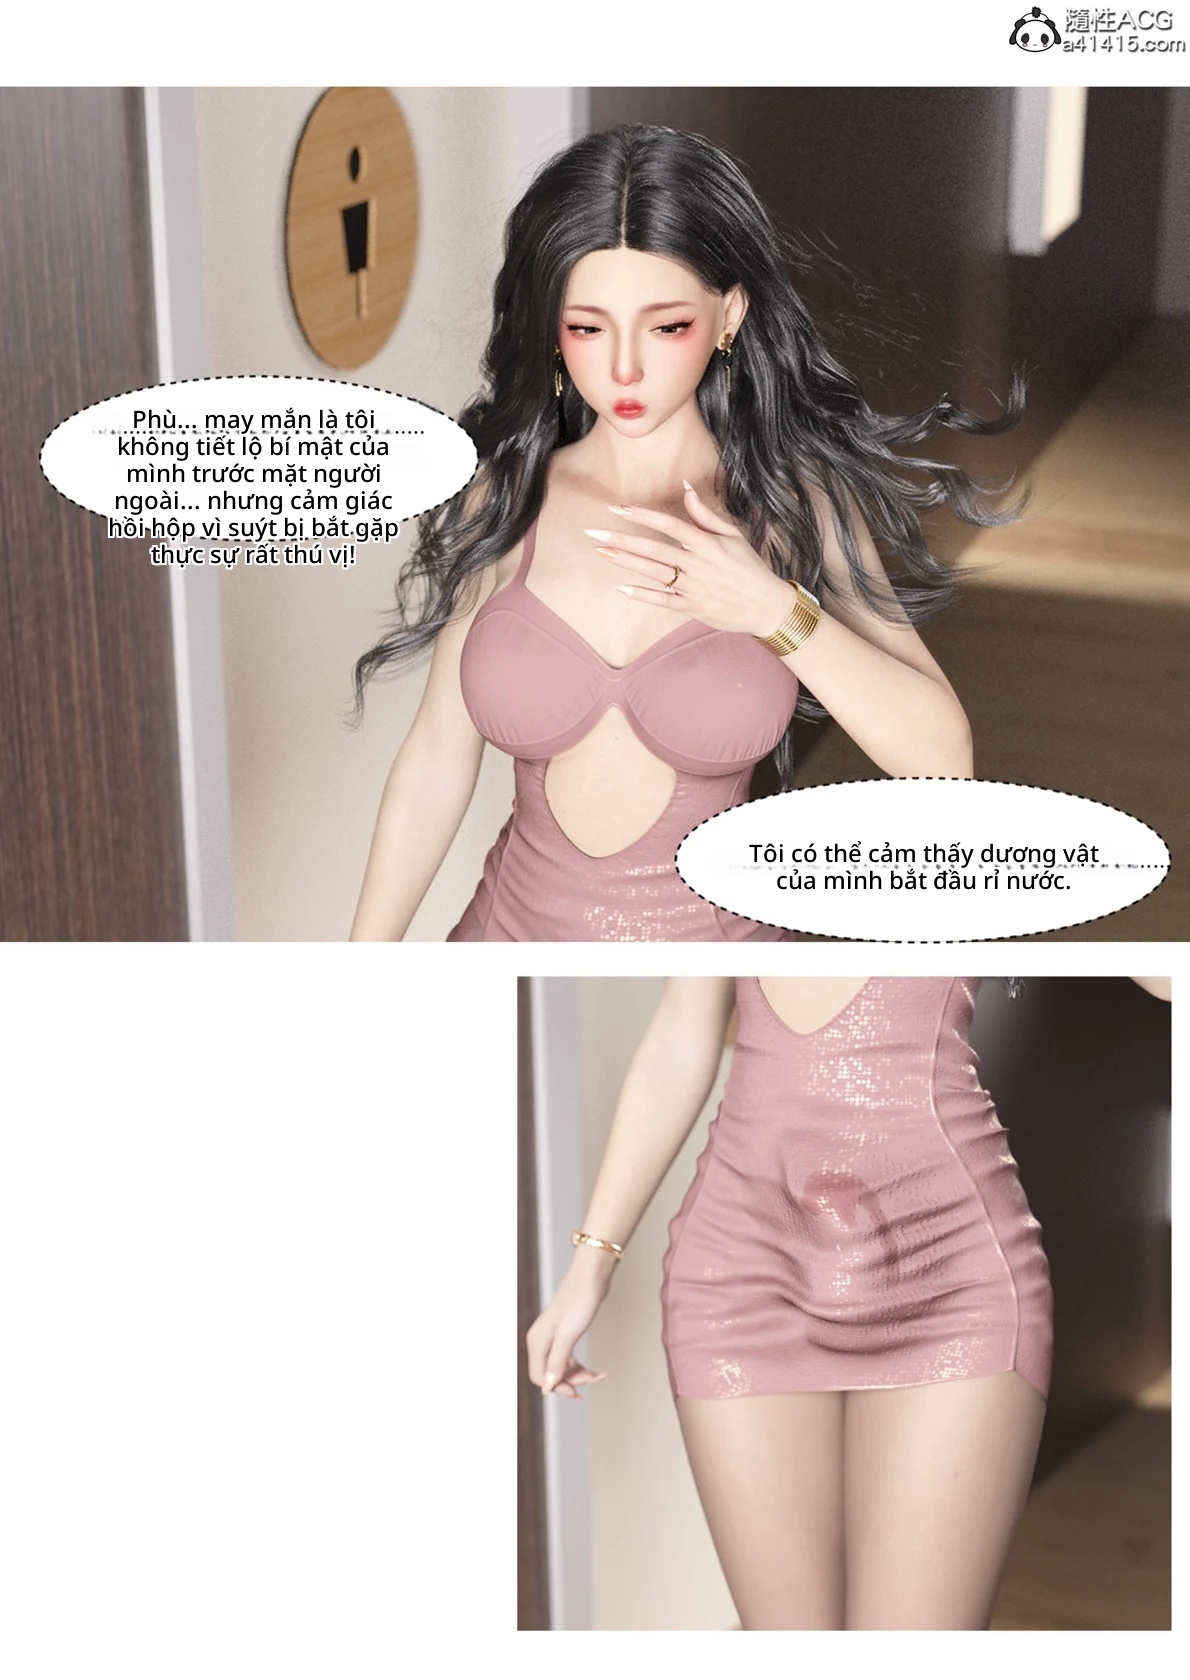 隨性ACG
a41415.com
Phù... may mắn là tôi
không tiết lộ bí mật của
mình trước mặt người
ngoài... nhưng cảm giác
hồi hộp vì suýt bị bắt gặp
thực sự rất thú vị!
Tôi có thể cảm thấy dương vật
của mình bắt đầu rỉ nước.